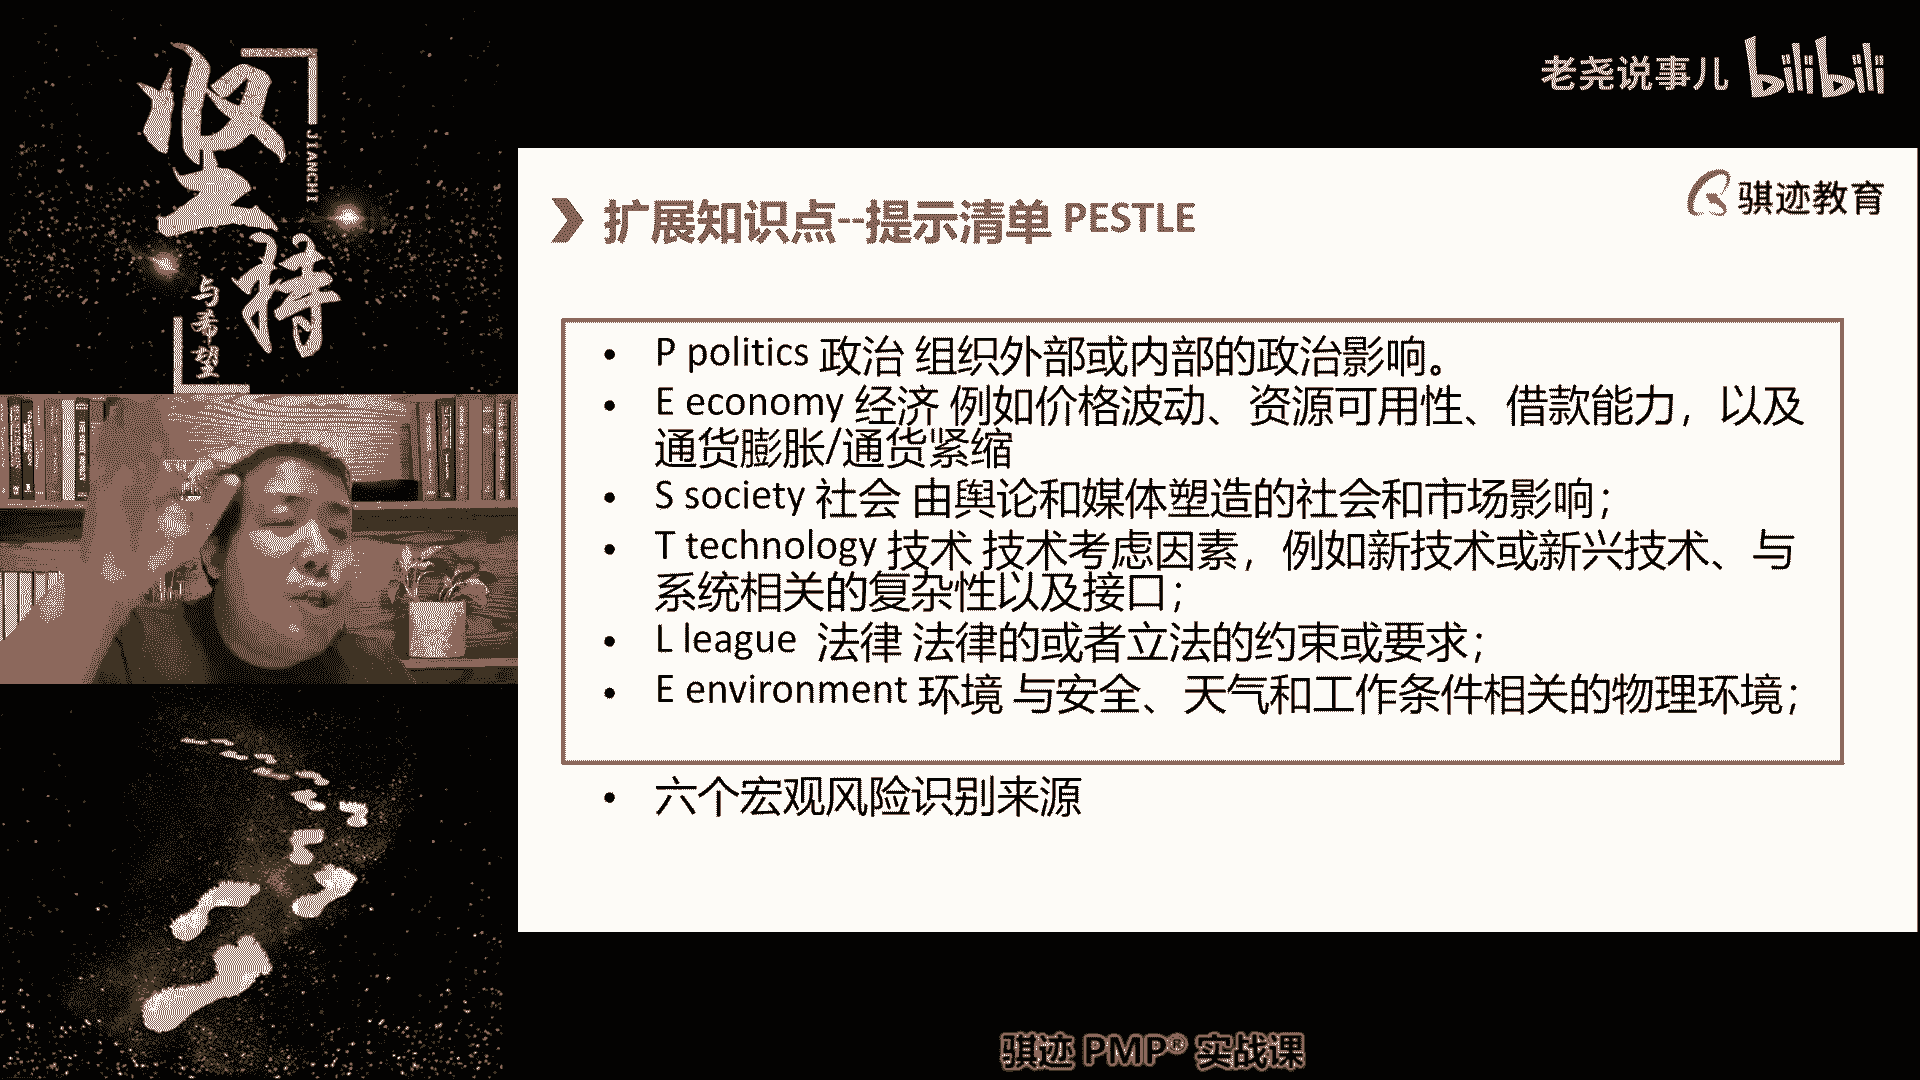 坚持
JIANCHI
与希望
老尧说事儿 bilibili
骐迹教育
扩展知识点--提示清单 PESTLE
• P politics 政治 组织外部或内部的政治影响。
• E economy 经济 例如价格波动、资源可用性、借款能力，以及
通货膨胀/通货紧缩
• S society 社会 由舆论和媒体塑造的社会和市场影响；
• T technology 技术 技术考虑因素，例如新技术或新兴技术、与
系统相关的复杂性以及接口；
• L league 法律 法律的或者立法的约束或要求；
• E environment 环境 与安全、天气和工作条件相关的物理环境；
• 六个宏观风险识别来源
骐迹 PMP® 实战课